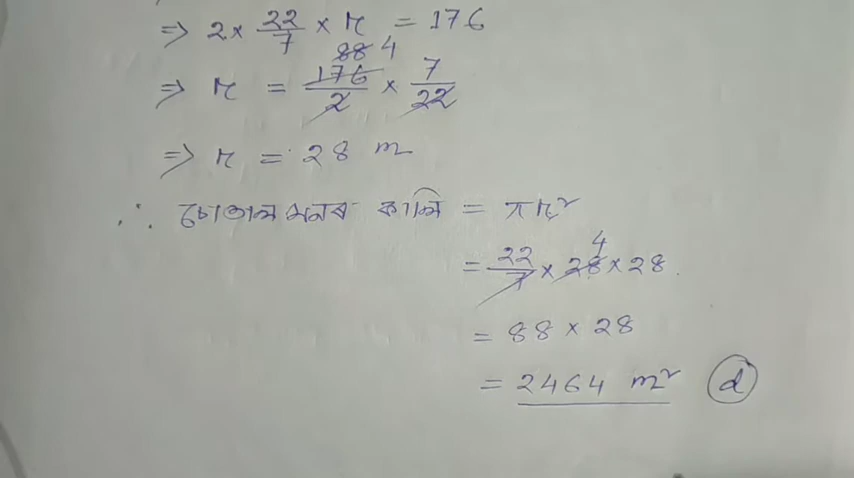 ⇒ 2 × 22/7 × r = 176
⇒ r = 176/2 × 7/22 88 4
⇒ r = 28 m
∴ কালি = πr²
= 22/7 × 28 × 28 4
= 88 × 28
= 2464 m² (d)